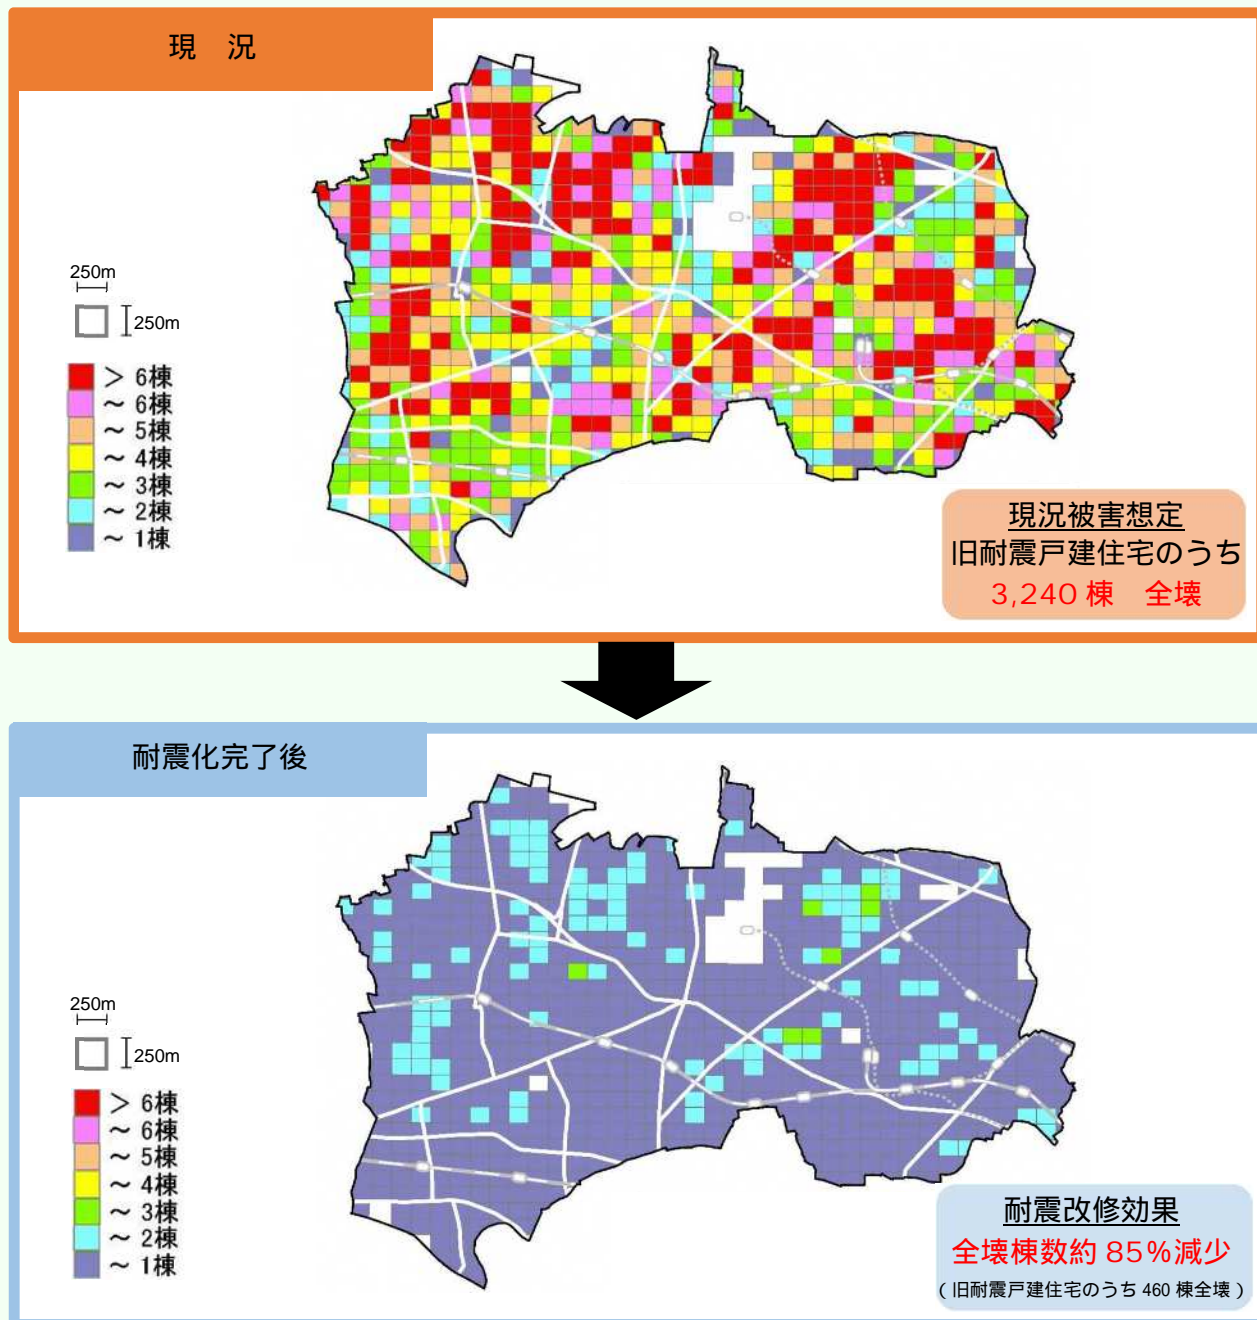 現 況
250m
250m
＞ 6棟
～ 6棟
～ 5棟
～ 4棟
～ 3棟
～ 2棟
～ 1棟
現況被害想定
旧耐震戸建住宅のうち
3,240 棟 全壊
耐震化完了後
250m
250m
＞ 6棟
～ 6棟
～ 5棟
～ 4棟
～ 3棟
～ 2棟
～ 1棟
耐震改修効果
全壊棟数約 85%減少
（旧耐震戸建住宅のうち 460 棟全壊）